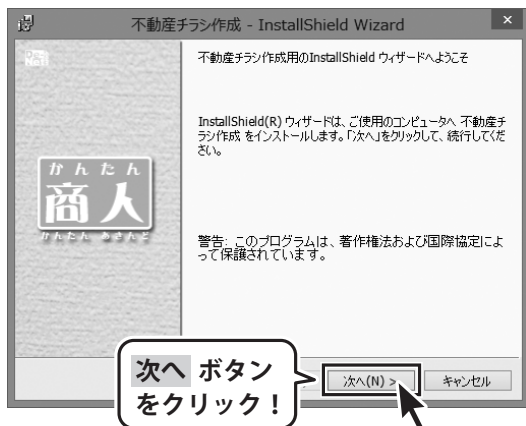 不動産チラシ作成 - InstallShield Wizard
不動産チラシ作成用のInstallShield ウィザードへようこそ
InstallShield(R) ウィザードは、ご使用のコンピュータへ 不動産チ
ラシ作成 をインストールします。「次へ」をクリックして、続行してくだ
さい。
かんたん
商人
かんたん あきんど
警告: このプログラムは、著作権法および国際協定によ
って保護されています。
次へ ボタン
をクリック！
次へ(N) >
キャンセル